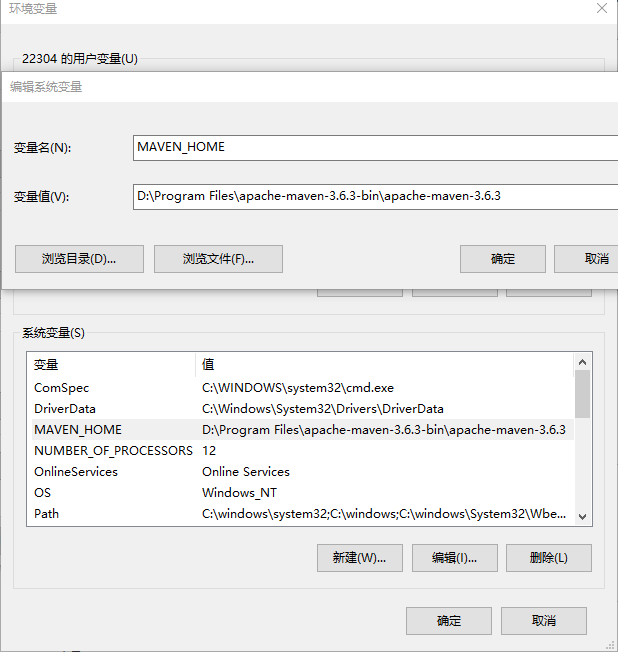 环境变量
22304 的用户变量(U)
编辑系统变量
变量名(N):
MAVEN_HOME
变量值(V):
D:\Program Files\apache-maven-3.6.3-bin\apache-maven-3.6.3
浏览目录(D)... 浏览文件(F)... 确定 取消
系统变量(S)
变量 值
ComSpec C:\WINDOWS\system32\cmd.exe
DriverData C:\Windows\System32\Drivers\DriverData
MAVEN_HOME D:\Program Files\apache-maven-3.6.3-bin\apache-maven-3.6.3
NUMBER_OF_PROCESSORS 12
OnlineServices Online Services
OS Windows_NT
Path C:\windows\system32;C:\windows;C:\windows\System32\Wbe...
新建(W)... 编辑(I)... 删除(L)
确定 取消